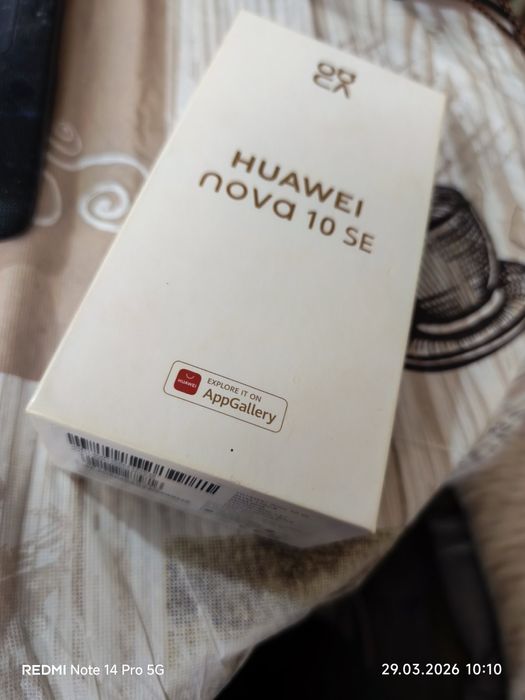 HUAWEI
nova 10 SE
HUAWEI
EXPLORE IT ON
AppGallery
REDMI Note 14 Pro 5G
29.03.2026 10:10